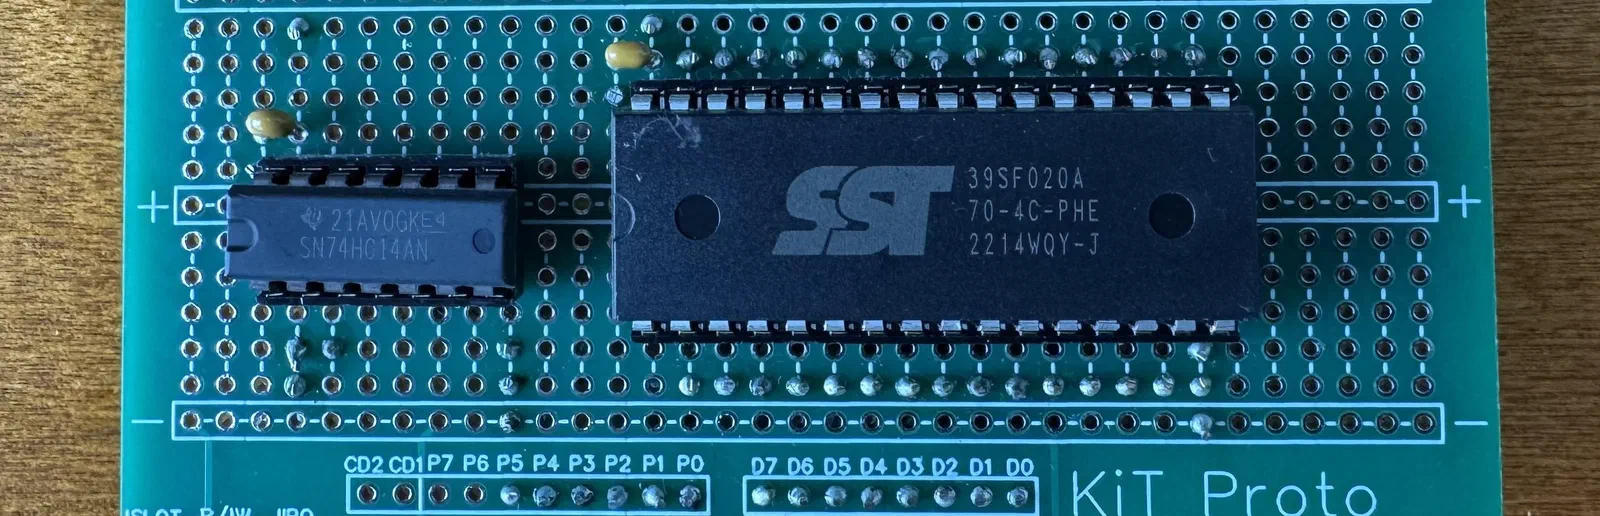 SST
39SF020A
70-4C-PHE
2214WQY-J
21AV0GKE4
SN74HC14AN
+ +
- -
CD2 CD1 P7 P6 P5 P4 P3 P2 P1 P0
D7 D6 D5 D4 D3 D2 D1 D0
KiT Proto